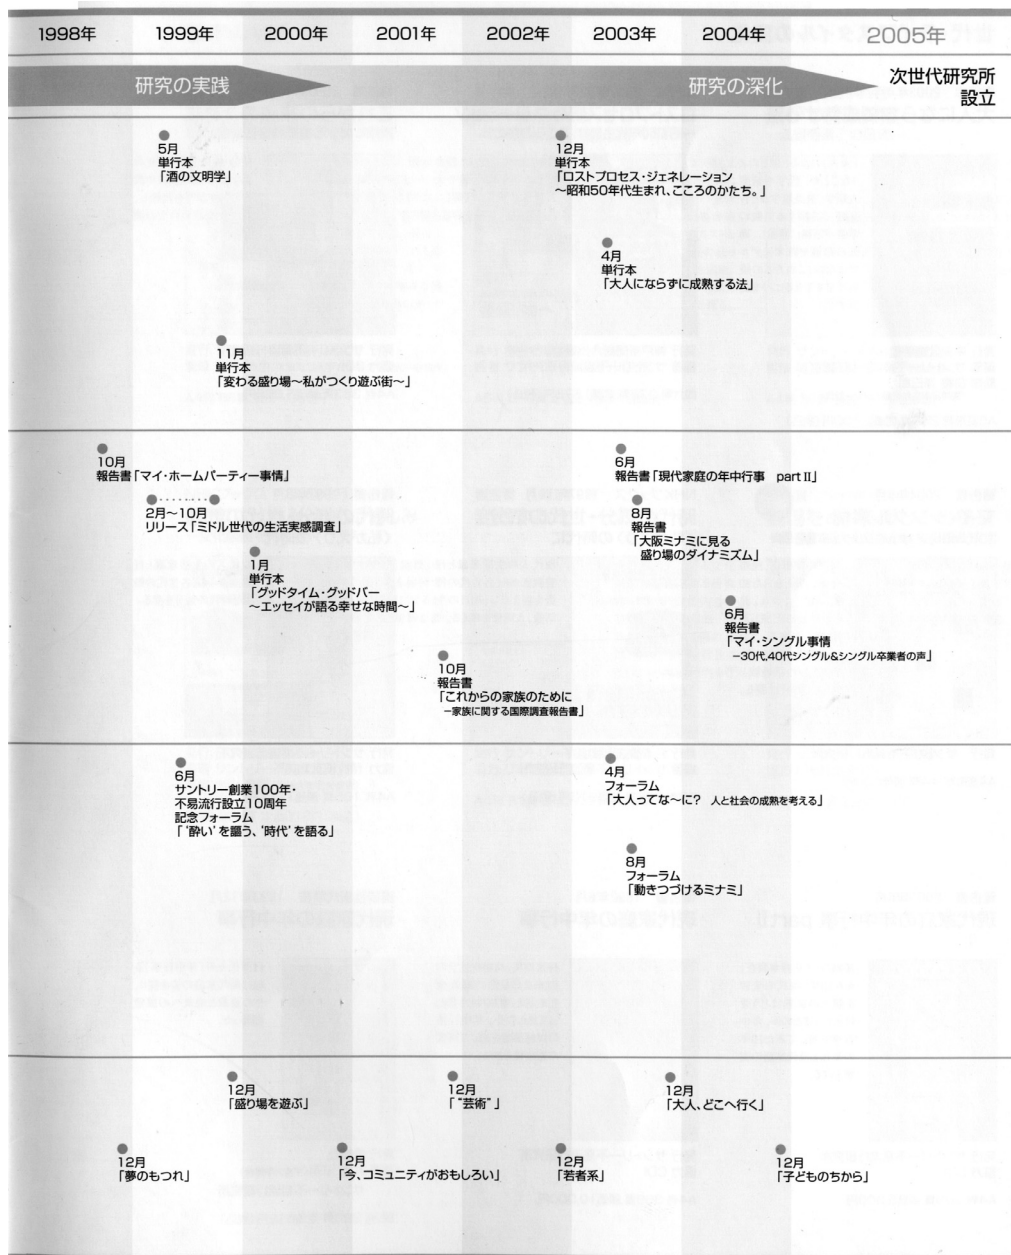 1998年
1999年
2000年
2001年
2002年
2003年
2004年
2005年
研究の実践
研究の深化
次世代研究所
設立
5月
単行本
「酒の文明学」
12月
単行本
「ロストプロセス・ジェネレーション
〜昭和50年代生まれ、こころのかたち。」
4月
単行本
「大人にならずに成熟する法」
11月
単行本
「変わる盛り場〜私がつくり遊ぶ街〜」
10月
報告書「マイ・ホームパーティー事情」
2月〜10月
リリース「ミドル世代の生活実感調査」
1月
単行本
「グッドタイム・グッドバー
〜エッセイが語る幸せな時間〜」
10月
報告書
「これからの家族のために
−家族に関する国際調査報告書」
6月
報告書「現代家庭の年中行事　partⅡ」
8月
報告書
「大阪ミナミに見る
盛り場のダイナミズム」
6月
報告書
「マイ・シングル事情
−30代,40代シングル&シングル卒業者の声」
6月
サントリー創業100年・
不易流行設立10周年
記念フォーラム
「‘酔い’を謳う、‘時代’を語る」
4月
フォーラム
「大人ってな〜に?　人と社会の成熟を考える」
8月
フォーラム
「動きつづけるミナミ」
12月
「盛り場を遊ぶ」
12月
「“芸術”」
12月
「大人、どこへ行く」
12月
「夢のもつれ」
12月
「今、コミュニティがおもしろい」
12月
「若者系」
12月
「子どものちから」